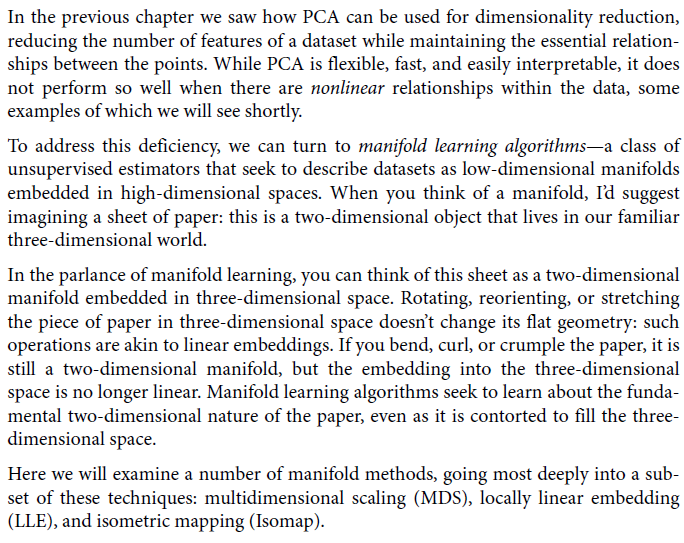 In the previous chapter we saw how PCA can be used for dimensionality reduction,
reducing the number of features of a dataset while maintaining the essential relation-
ships between the points. While PCA is flexible, fast, and easily interpretable, it does
not perform so well when there are nonlinear relationships within the data, some
examples of which we will see shortly.
To address this deficiency, we can turn to manifold learning algorithms—a class of
unsupervised estimators that seek to describe datasets as low-dimensional manifolds
embedded in high-dimensional spaces. When you think of a manifold, I’d suggest
imagining a sheet of paper: this is a two-dimensional object that lives in our familiar
three-dimensional world.
In the parlance of manifold learning, you can think of this sheet as a two-dimensional
manifold embedded in three-dimensional space. Rotating, reorienting, or stretching
the piece of paper in three-dimensional space doesn’t change its flat geometry: such
operations are akin to linear embeddings. If you bend, curl, or crumple the paper, it is
still a two-dimensional manifold, but the embedding into the three-dimensional
space is no longer linear. Manifold learning algorithms seek to learn about the funda-
mental two-dimensional nature of the paper, even as it is contorted to fill the three-
dimensional space.
Here we will examine a number of manifold methods, going most deeply into a sub-
set of these techniques: multidimensional scaling (MDS), locally linear embedding
(LLE), and isometric mapping (Isomap).